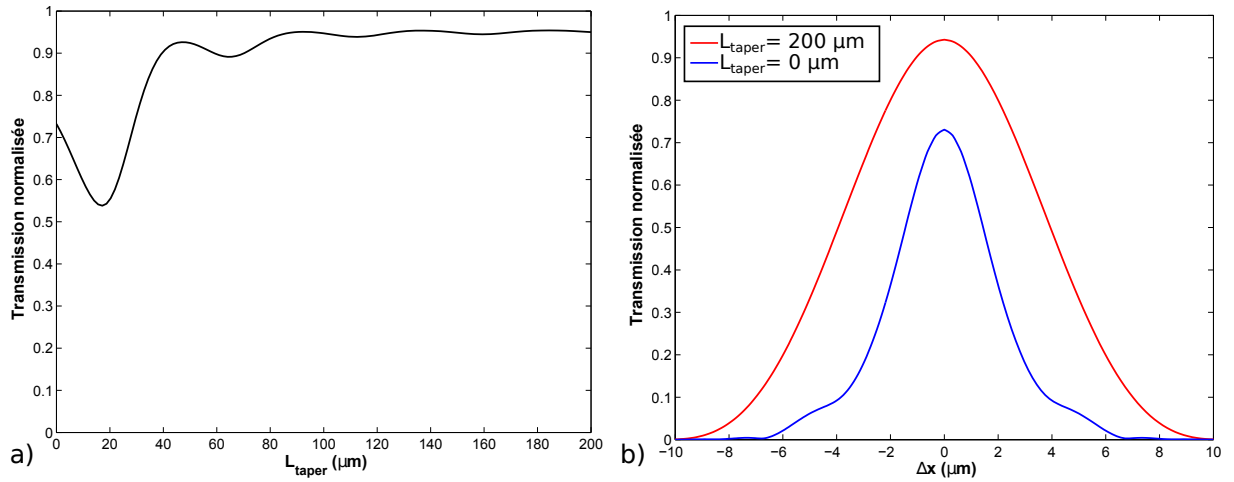 1
0.9
0.8
0.7
0.6
0.5
0.4
0.3
0.2
0.1
0
Transmission normalisée
0 20 40 60 80 100 120 140 160 180 200
L_taper (μm)
a)
L_taper= 200 μm
L_taper= 0 μm
1
0.9
0.8
0.7
0.6
0.5
0.4
0.3
0.2
0.1
0
Transmission normalisée
−10 −8 −6 −4 −2 0 2 4 6 8 10
Δx (μm)
b)